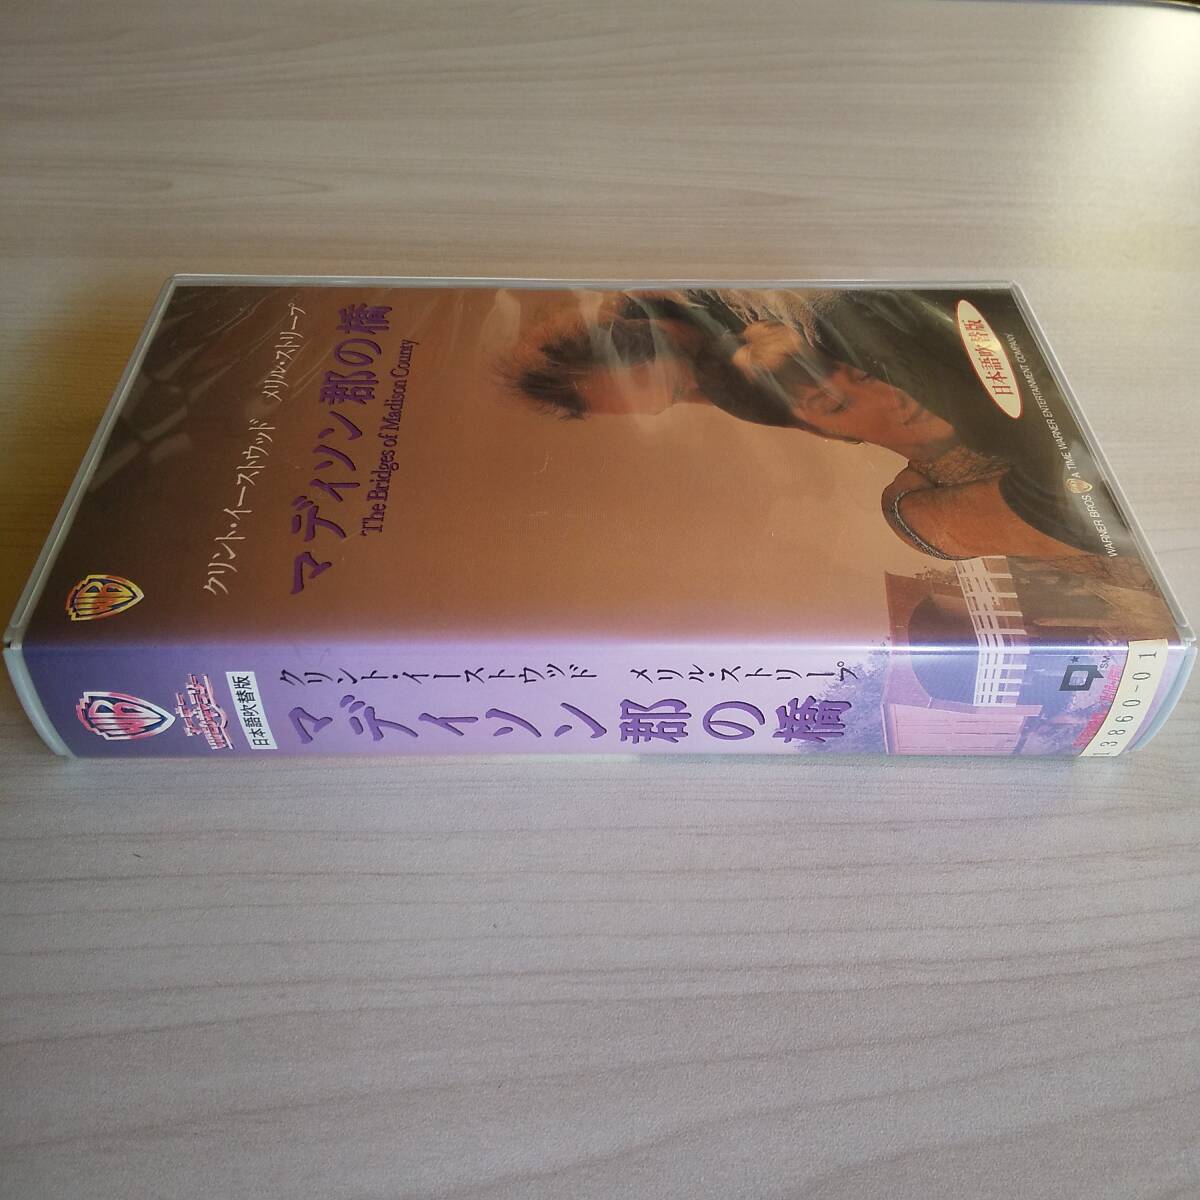 クリント・イーストウッド メリル・ストリープ
マディソン郡の橋
The Bridges of Madison County
日本語吹替版
WARNER BROS. A TIME WARNER ENTERTAINMENT COMPANY
日本語吹替版
クリント・イーストウッド メリル・ストリープ
マディソン郡の橋
SM
13860-01